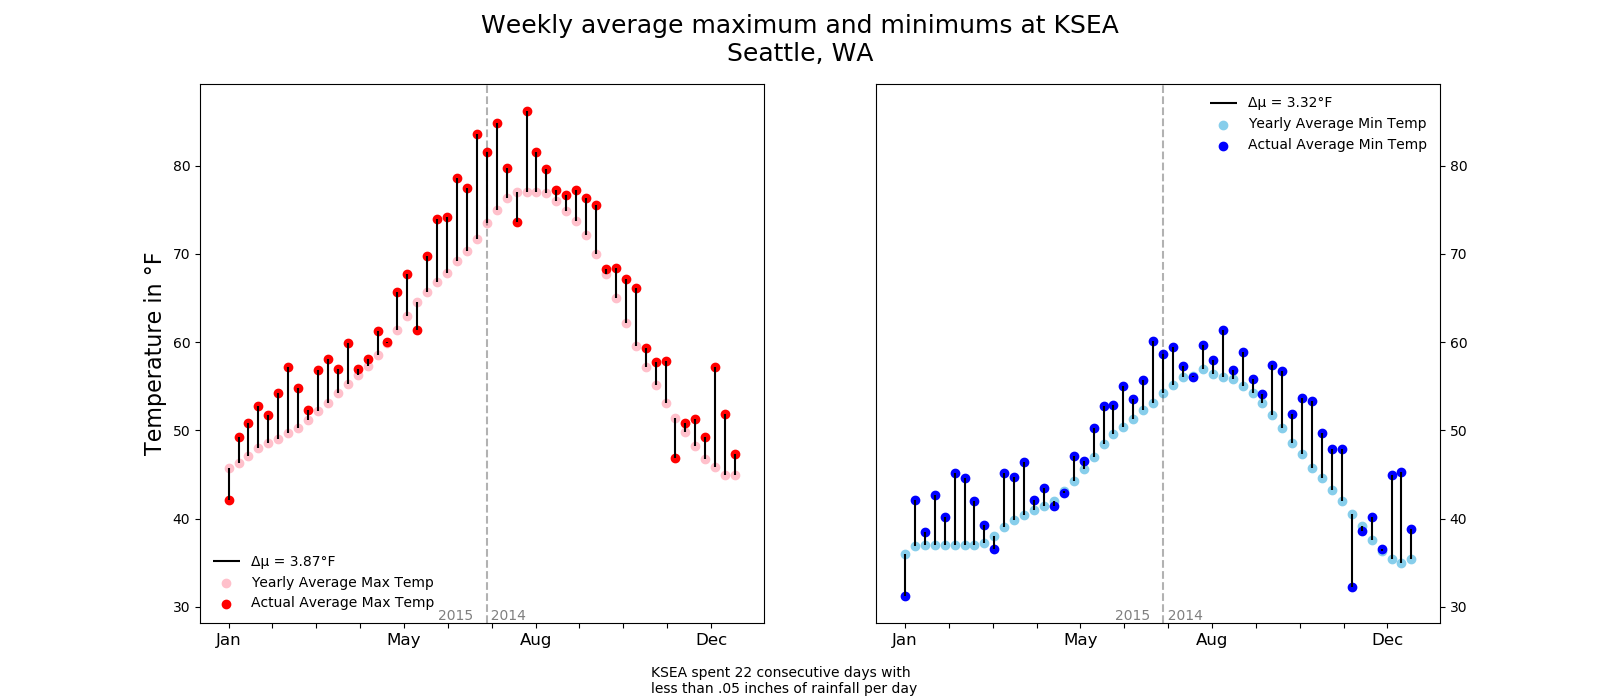 Weekly average maximum and minimums at KSEA
Seattle, WA
Temperature in °F
80
70
60
50
40
30
Δμ = 3.87°F
Yearly Average Max Temp
Actual Average Max Temp
2015 2014
Jan May Aug Dec
Δμ = 3.32°F
Yearly Average Min Temp
Actual Average Min Temp
80
70
60
50
40
30
2015 2014
Jan May Aug Dec
KSEA spent 22 consecutive days with
less than .05 inches of rainfall per day